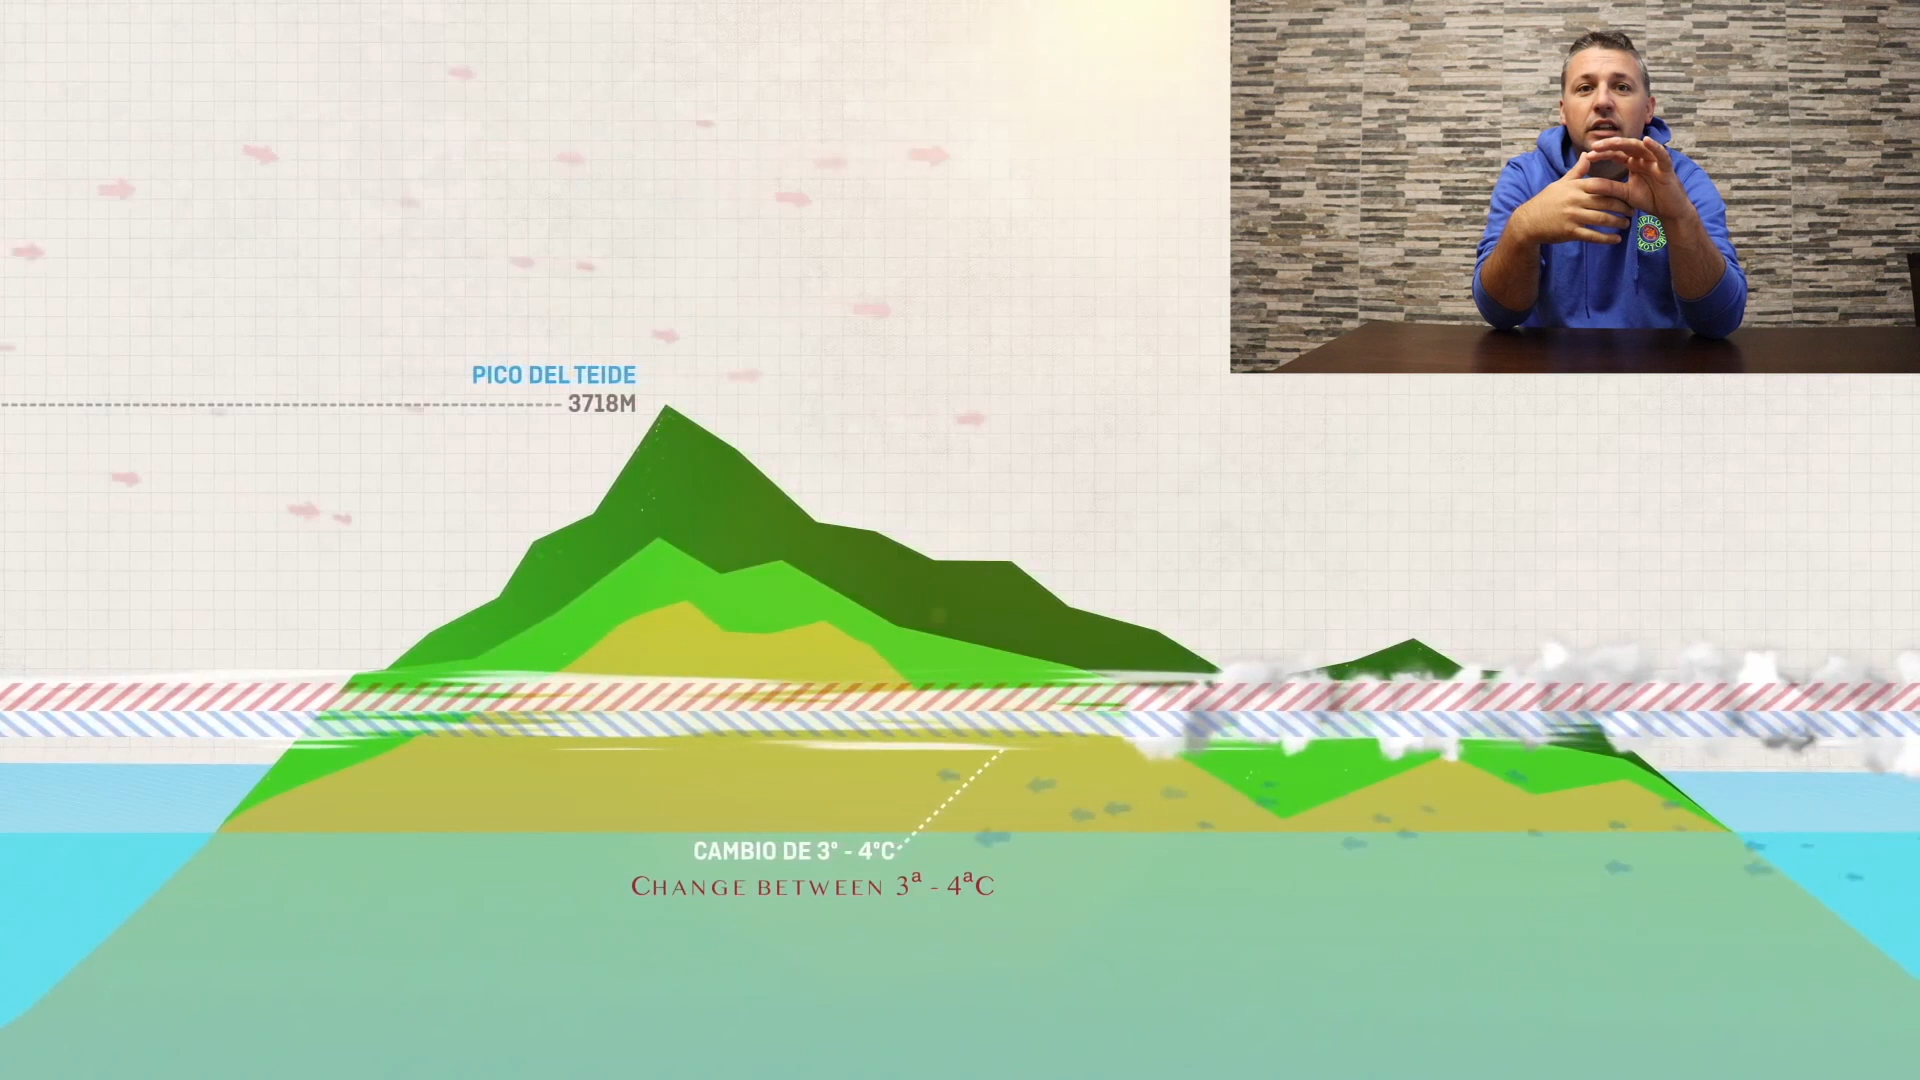 PICO DEL TEIDE
3718M
CAMBIO DE 3° - 4°C
CHANGE BETWEEN 3ª - 4ªC